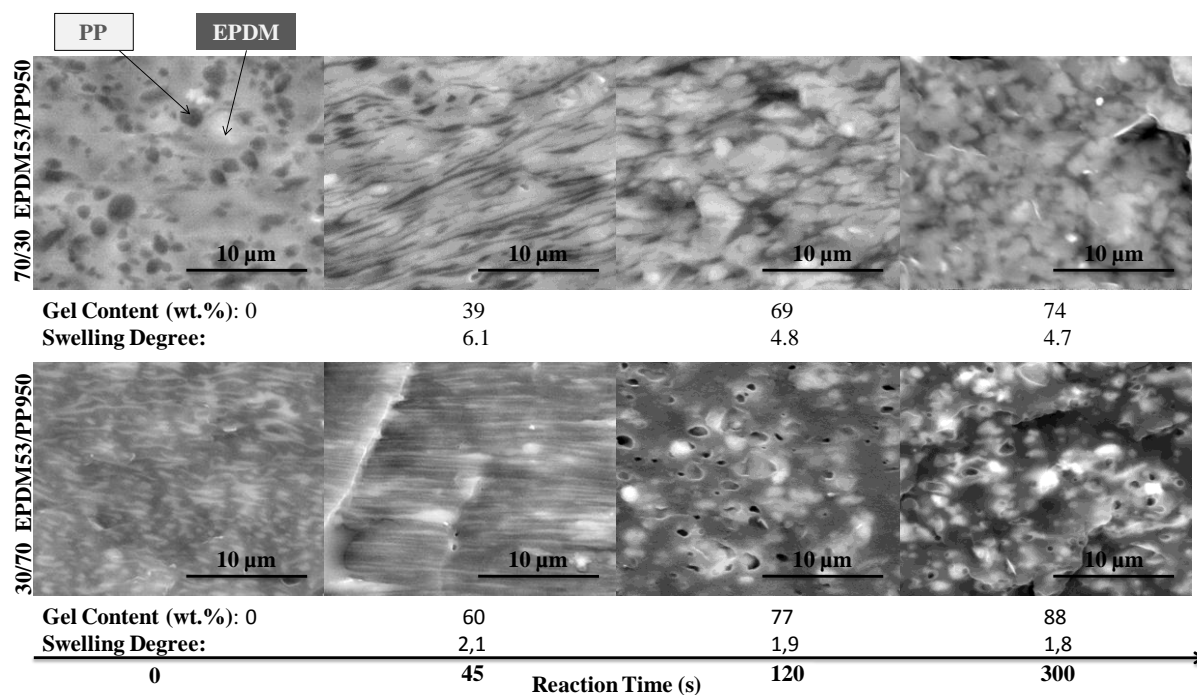 PP
EPDM
70/30 EPDM53/PP950
10 µm
10 µm
10 µm
10 µm
Gel Content (wt.%): 0 39 69 74
Swelling Degree: 6.1 4.8 4.7
30/70 EPDM53/PP950
10 µm
10 µm
10 µm
10 µm
Gel Content (wt.%): 0 60 77 88
Swelling Degree: 2,1 1,9 1,8
0 45 120 300
Reaction Time (s)